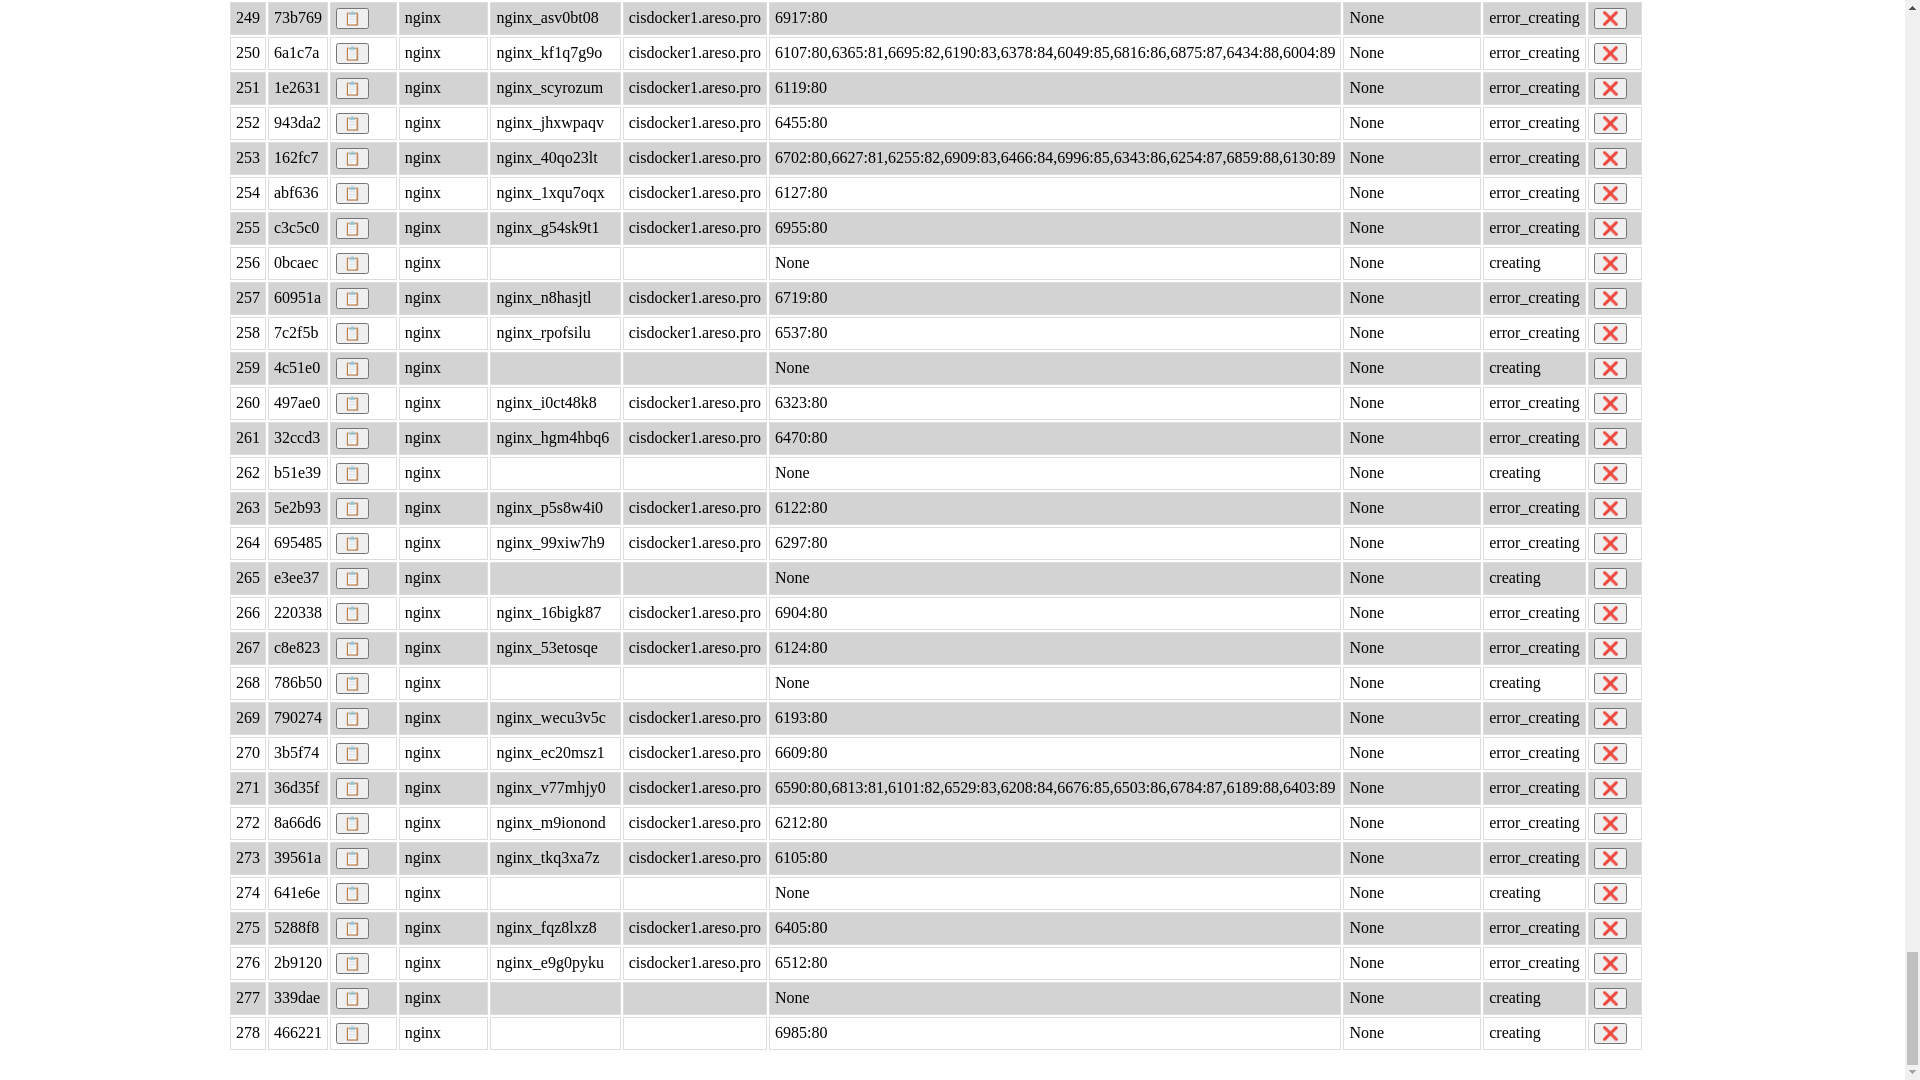 249 73b769 nginx nginx_asv0bt08 cisdocker1.areso.pro 6917:80 None error_creating
250 6a1c7a nginx nginx_kf1q7g9o cisdocker1.areso.pro 6107:80,6365:81,6695:82,6190:83,6378:84,6049:85,6816:86,6875:87,6434:88,6004:89 None error_creating
251 1e2631 nginx nginx_scyrozum cisdocker1.areso.pro 6119:80 None error_creating
252 943da2 nginx nginx_jhxwpaqv cisdocker1.areso.pro 6455:80 None error_creating
253 162fc7 nginx nginx_40qo23lt cisdocker1.areso.pro 6702:80,6627:81,6255:82,6909:83,6466:84,6996:85,6343:86,6254:87,6859:88,6130:89 None error_creating
254 abf636 nginx nginx_1xqu7oqx cisdocker1.areso.pro 6127:80 None error_creating
255 c3c5c0 nginx nginx_g54sk9t1 cisdocker1.areso.pro 6955:80 None error_creating
256 0bcaec nginx None None creating
257 60951a nginx nginx_n8hasjtl cisdocker1.areso.pro 6719:80 None error_creating
258 7c2f5b nginx nginx_rpofsilu cisdocker1.areso.pro 6537:80 None error_creating
259 4c51e0 nginx None None creating
260 497ae0 nginx nginx_i0ct48k8 cisdocker1.areso.pro 6323:80 None error_creating
261 32ccd3 nginx nginx_hgm4hbq6 cisdocker1.areso.pro 6470:80 None error_creating
262 b51e39 nginx None None creating
263 5e2b93 nginx nginx_p5s8w4i0 cisdocker1.areso.pro 6122:80 None error_creating
264 695485 nginx nginx_99xiw7h9 cisdocker1.areso.pro 6297:80 None error_creating
265 e3ee37 nginx None None creating
266 220338 nginx nginx_16bigk87 cisdocker1.areso.pro 6904:80 None error_creating
267 c8e823 nginx nginx_53etosqe cisdocker1.areso.pro 6124:80 None error_creating
268 786b50 nginx None None creating
269 790274 nginx nginx_wecu3v5c cisdocker1.areso.pro 6193:80 None error_creating
270 3b5f74 nginx nginx_ec20msz1 cisdocker1.areso.pro 6609:80 None error_creating
271 36d35f nginx nginx_v77mhjy0 cisdocker1.areso.pro 6590:80,6813:81,6101:82,6529:83,6208:84,6676:85,6503:86,6784:87,6189:88,6403:89 None error_creating
272 8a66d6 nginx nginx_m9ionond cisdocker1.areso.pro 6212:80 None error_creating
273 39561a nginx nginx_tkq3xa7z cisdocker1.areso.pro 6105:80 None error_creating
274 641e6e nginx None None creating
275 5288f8 nginx nginx_fqz8lxz8 cisdocker1.areso.pro 6405:80 None error_creating
276 2b9120 nginx nginx_e9g0pyku cisdocker1.areso.pro 6512:80 None error_creating
277 339dae nginx None None creating
278 466221 nginx 6985:80 None creating